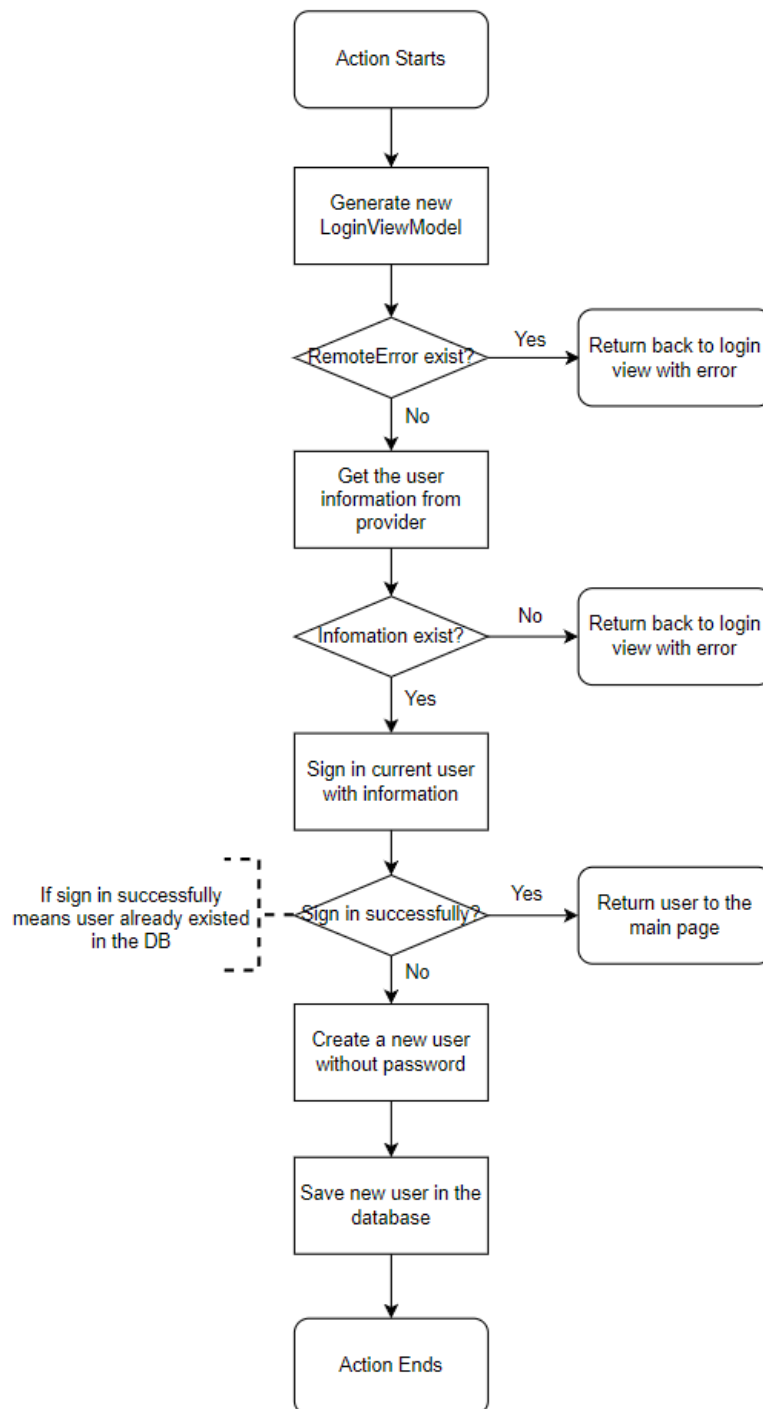 Action Starts
Generate new
LoginViewModel
RemoteError exist?
Yes
Return back to login
view with error
No
Get the user
information from
provider
Infomation exist?
No
Return back to login
view with error
Yes
Sign in current user
with information
If sign in successfully
means user already existed
in the DB
Sign in successfully?
Yes
Return user to the
main page
No
Create a new user
without password
Save new user in the
database
Action Ends